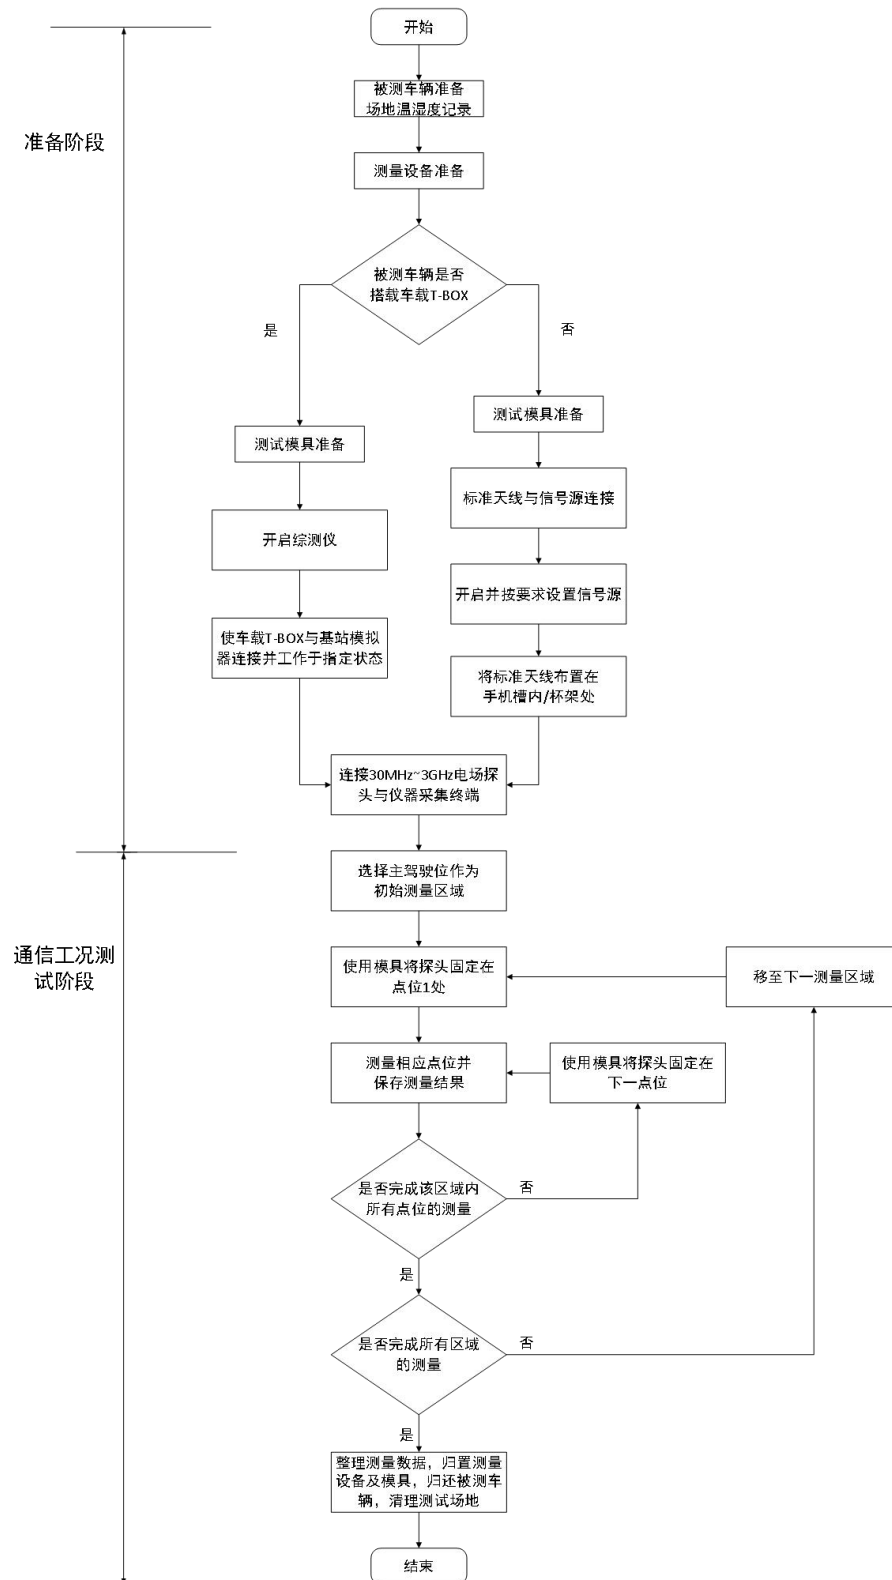 开始
被测车辆准备
场地温湿度记录
准备阶段
测量设备准备
被测车辆是否
搭载车载T-BOX
是
否
测试模具准备
测试模具准备
标准天线与信号源连接
开启综测仪
开启并按要求设置信号源
使车载T-BOX与基站模拟
器连接并工作于指定状态
将标准天线布置在
手机槽内/杯架处
连接30MHz~3GHz电场探
头与仪器采集终端
选择主驾驶位作为
初始测量区域
通信工况测
试阶段
使用模具将探头固定在
点位1处
移至下一测量区域
测量相应点位并
保存测量结果
使用模具将探头固定在
下一点位
是否完成该区域内
所有点位的测量
否
是
是否完成所有区域
的测量
否
是
整理测量数据，归置测量
设备及模具，归还被测车
辆，清理测试场地
结束